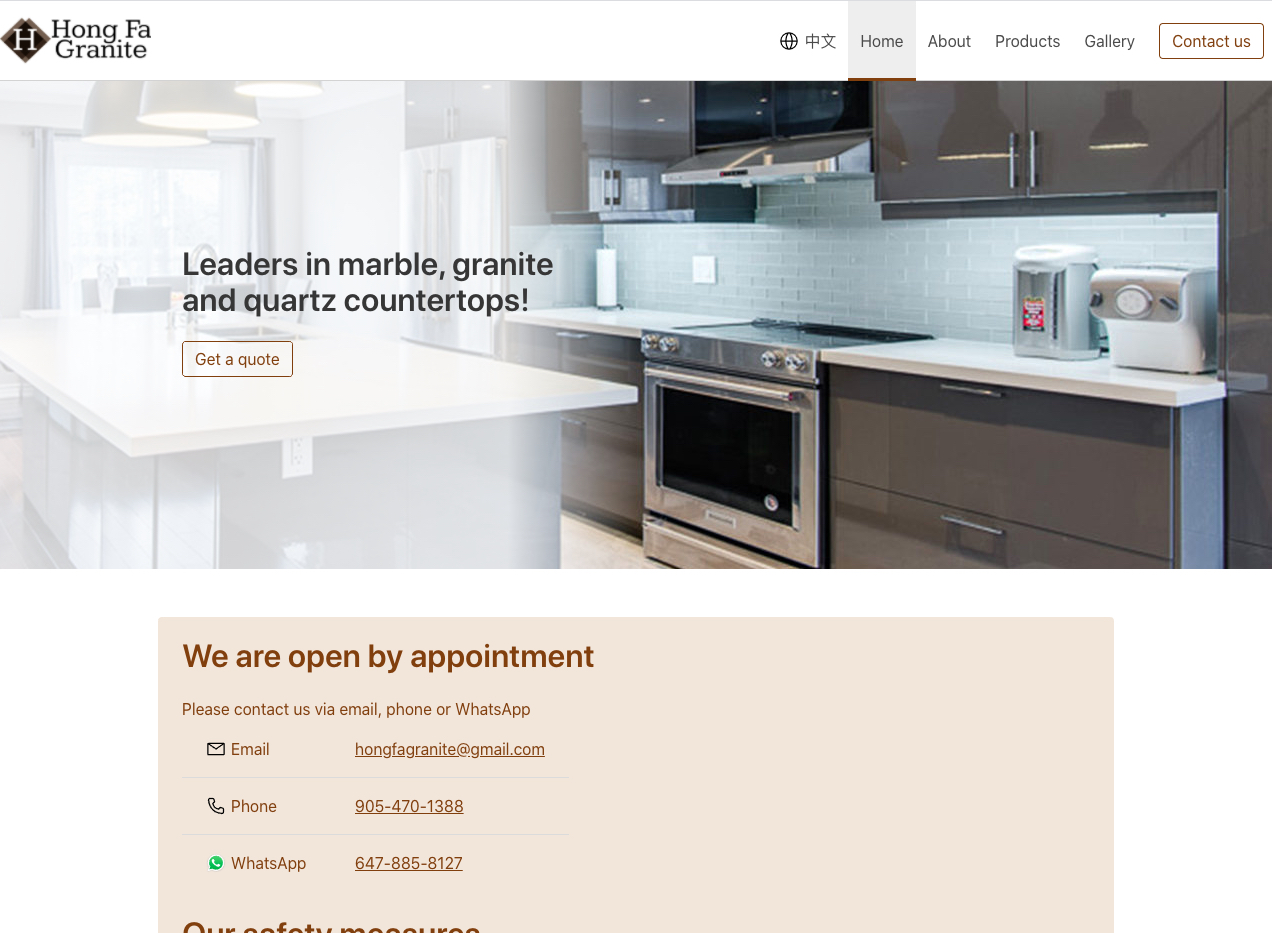 Hong Fa
Granite
中文
Home
About
Products
Gallery
Contact us
Leaders in marble, granite
and quartz countertops!
Get a quote
We are open by appointment
Please contact us via email, phone or WhatsApp
Email hongfagranite@gmail.com
Phone 905-470-1388
WhatsApp 647-885-8127
Our safety measures